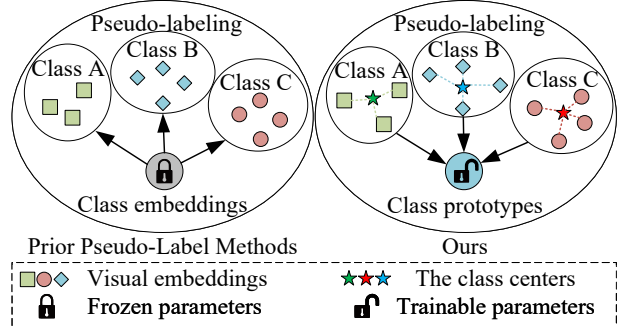 Pseudo-labeling
Class A
Class B
Class C
Class embeddings
Prior Pseudo-Label Methods
Pseudo-labeling
Class A
Class B
Class C
Class prototypes
Ours
Visual embeddings
The class centers
Frozen parameters
Trainable parameters